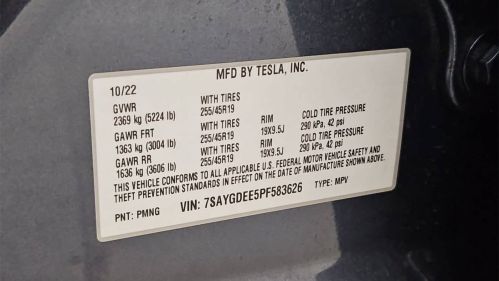 MFD BY TESLA, INC.
10/22
GVWR WITH TIRES
2369 kg (5224 lb) 255/45R19 RIM COLD TIRE PRESSURE
GAWR FRT WITH TIRES 19X9.5J 290 kPa, 42 psi
1363 kg (3004 lb) 255/45R19
GAWR RR WITH TIRES RIM COLD TIRE PRESSURE
1636 kg (3606 lb) 255/45R19 19X9.5J 290 kPa, 42 psi
THIS VEHICLE CONFORMS TO ALL APPLICABLE U.S. FEDERAL MOTOR VEHICLE SAFETY AND
THEFT PREVENTION STANDARDS IN EFFECT ON THE DATE OF MANUFACTURE SHOWN ABOVE.
PNT: PMNG VIN: 7SAYGDEE5PF583626 TYPE: MPV